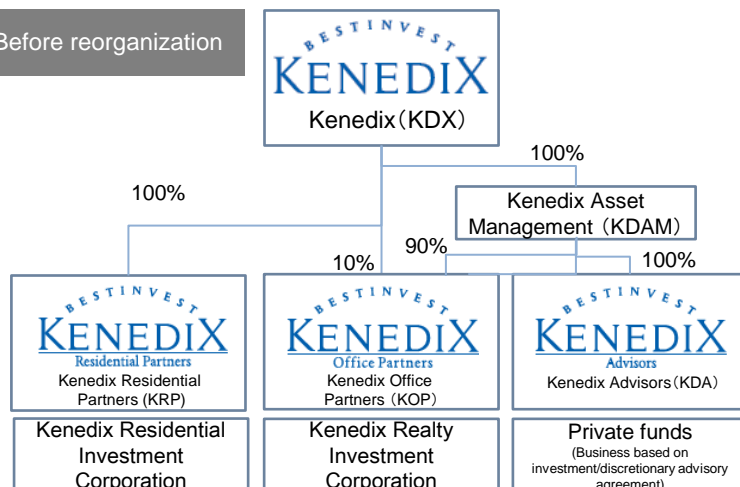 Before reorganization
BESTINVEST
KENEDIX
Kenedix（KDX）
100%
100%
Kenedix Asset
Management（KDAM）
90%
10%
100%
BESTINVEST
KENEDIX
Residential Partners
Kenedix Residential
Partners (KRP)
BESTINVEST
KENEDIX
Office Partners
Kenedix Office
Partners（KOP）
BESTINVEST
KENEDIX
Advisors
Kenedix Advisors（KDA）
Kenedix Residential
Investment
Corporation
Kenedix Realty
Investment
Corporation
Private funds
(Business based on
investment/discretionary advisory
agreement)